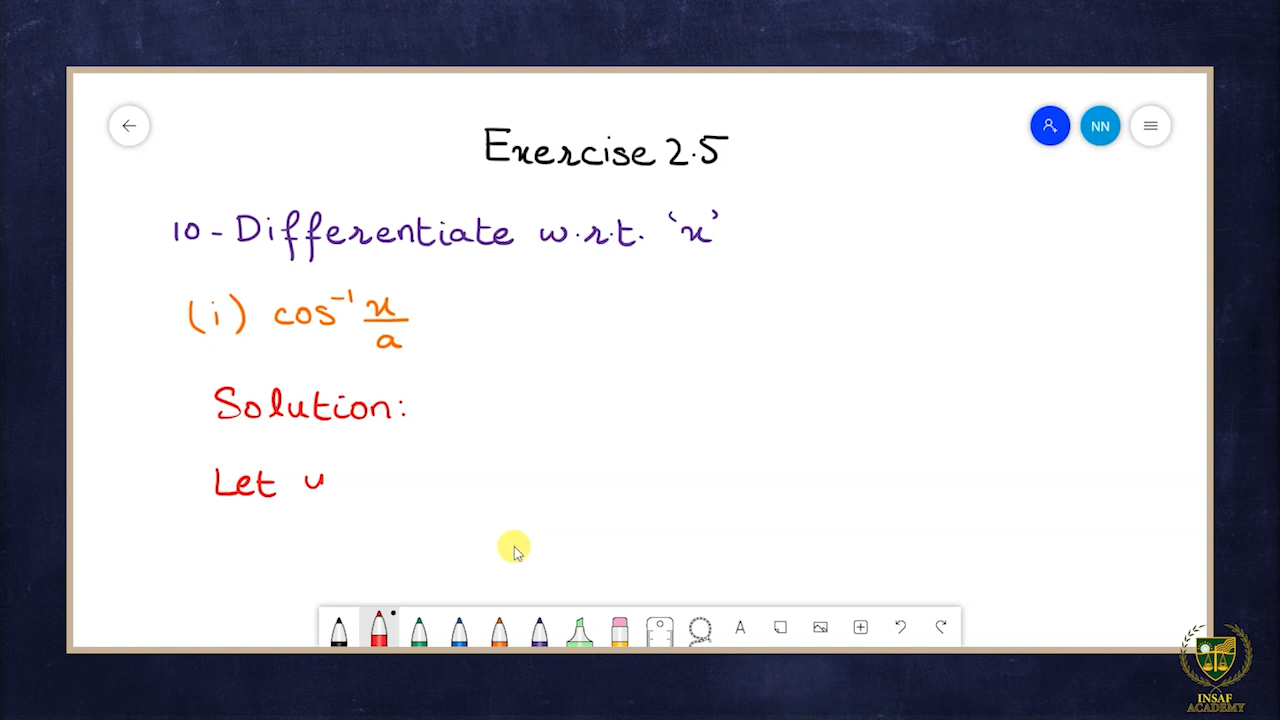 NN
Exercise 2.5
10- Differentiate w.r.t. 'x'
(i) cos⁻¹ x/a
Solution:
Let y
A
INSAF
ACADEMY